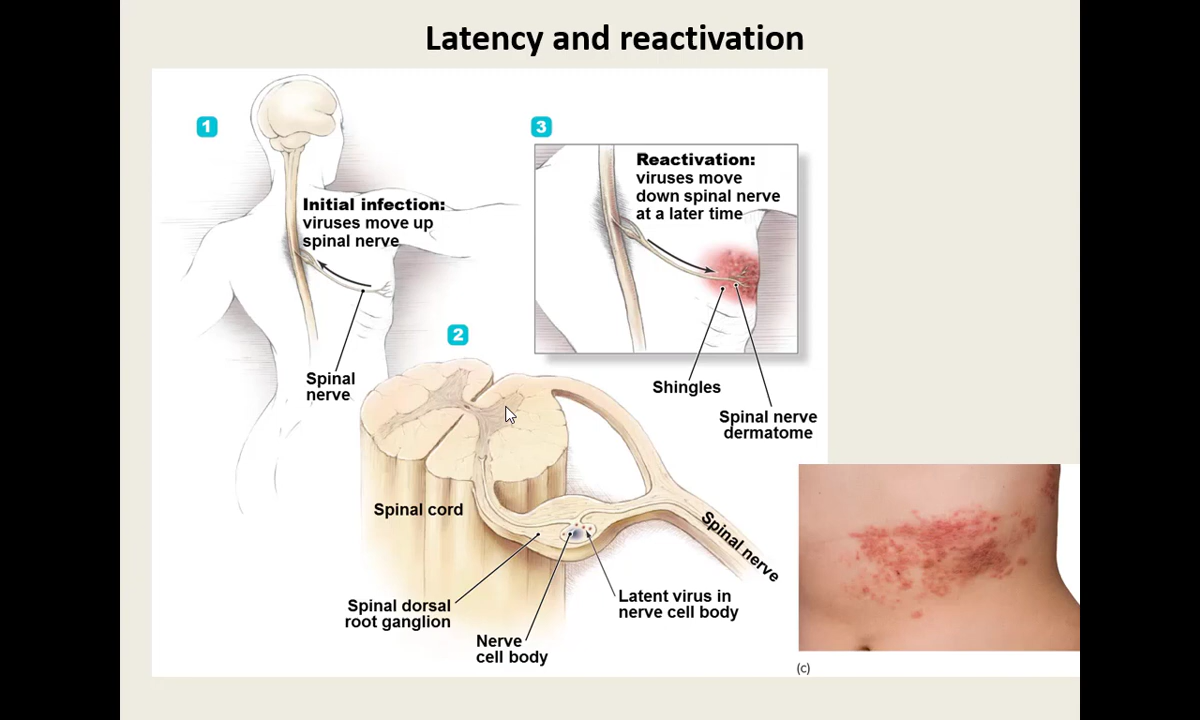 Latency and reactivation
1
Initial infection:
viruses move up
spinal nerve
Spinal
nerve
2
Spinal cord
Spinal dorsal
root ganglion
Nerve
cell body
Latent virus in
nerve cell body
Spinal nerve
3
Reactivation:
viruses move
down spinal nerve
at a later time
Shingles
Spinal nerve
dermatome
(c)